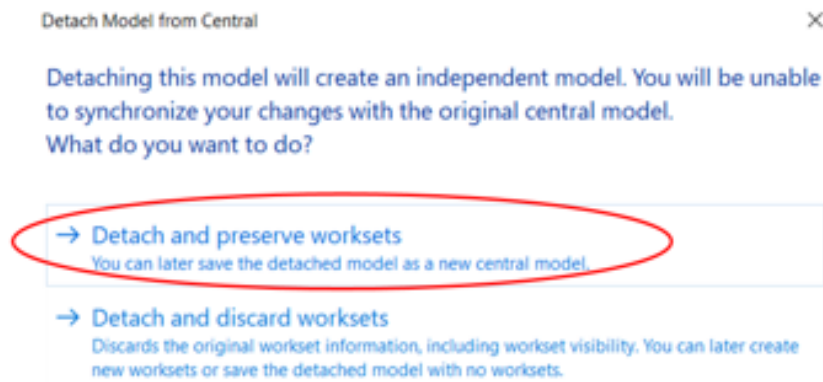 Detach Model from Central
Detaching this model will create an independent model. You will be unable
to synchronize your changes with the original central model.
What do you want to do?
→ Detach and preserve worksets
You can later save the detached model as a new central model.
→ Detach and discard worksets
Discards the original workset information, including workset visibility. You can later create
new worksets or save the detached model with no worksets.